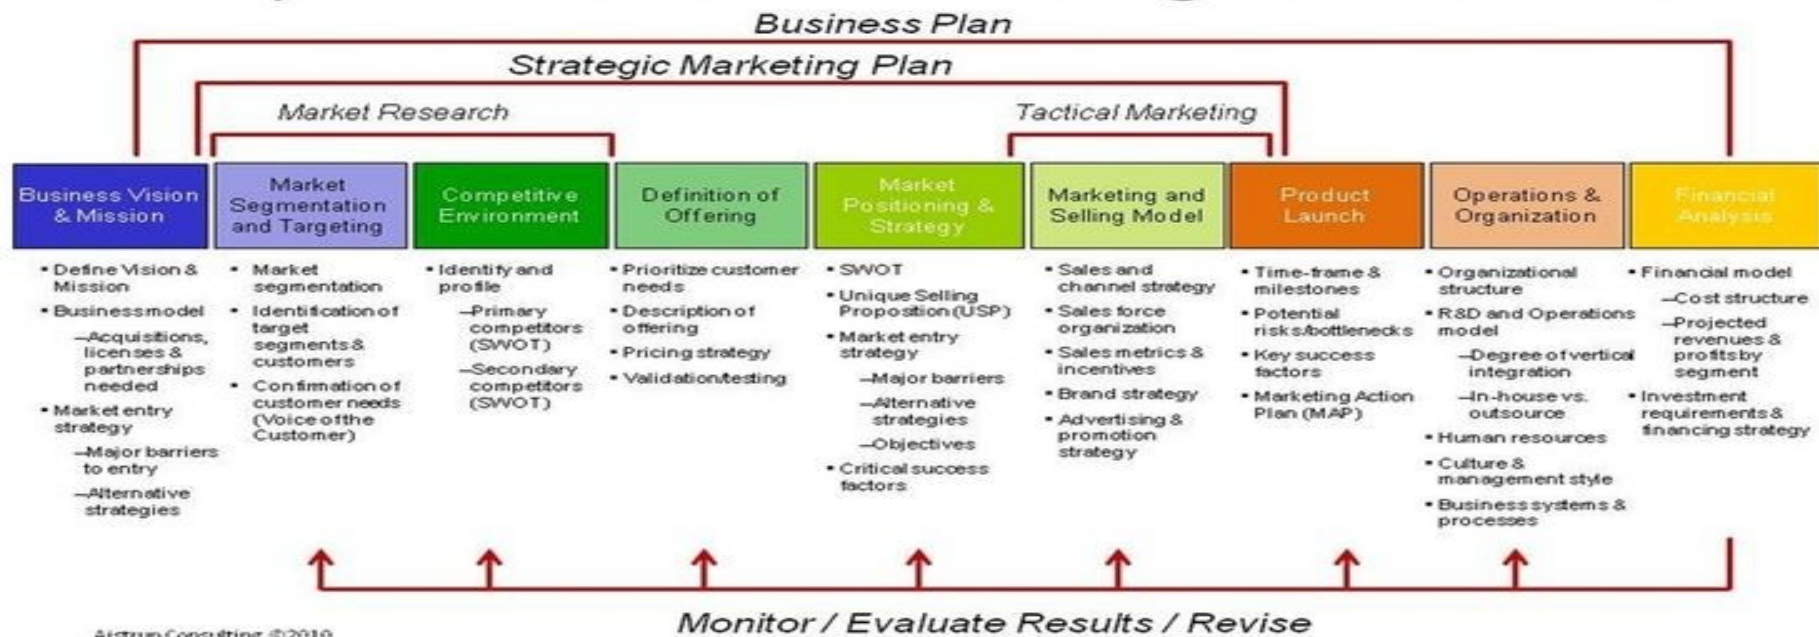 Business Plan
Strategic Marketing Plan
Market Research
Tactical Marketing
Business Vision
& Mission
Market
Segmentation
and Targeting
Competitive
Environment
Definition of
Offering
Market
Positioning &
Strategy
Marketing and
Selling Model
Product
Launch
Operations &
Organization
Financial
Analysis
• Define Vision &
Mission
• Business model
–Acquisitions,
licenses &
partnerships
needed
• Market entry
strategy
–Major barriers
to entry
–Alternative
strategies
• Market
segmentation
• Identification of
target
segments &
customers
• Confirmation of
customer needs
(Voice of the
Customer)
• Identify and
profile
–Primary
competitors
(SWOT)
–Secondary
competitors
(SWOT)
• Prioritize customer
needs
• Description of
offering
• Pricing strategy
• Validation/testing
• SWOT
• Unique Selling
Proposition (USP)
• Market entry
strategy
–Major barriers
–Alternative
strategies
–Objectives
• Critical success
factors
• Sales and
channel strategy
• Sales force
organization
• Sales metrics &
incentives
• Brand strategy
• Advertising &
promotion
strategy
• Time-frame &
milestones
• Potential
risks/bottlenecks
• Key success
factors
• Marketing Action
Plan (MAP)
• Organizational
structure
• R&D and Operations
model
–Degree of vertical
integration
–In-house vs.
outsource
• Human resources
• Culture &
management style
• Business systems &
processes
• Financial model
–Cost structure
–Projected
revenues &
profits by
segment
• Investment
requirements &
financing strategy
Monitor / Evaluate Results / Revise
Consulting ©2010